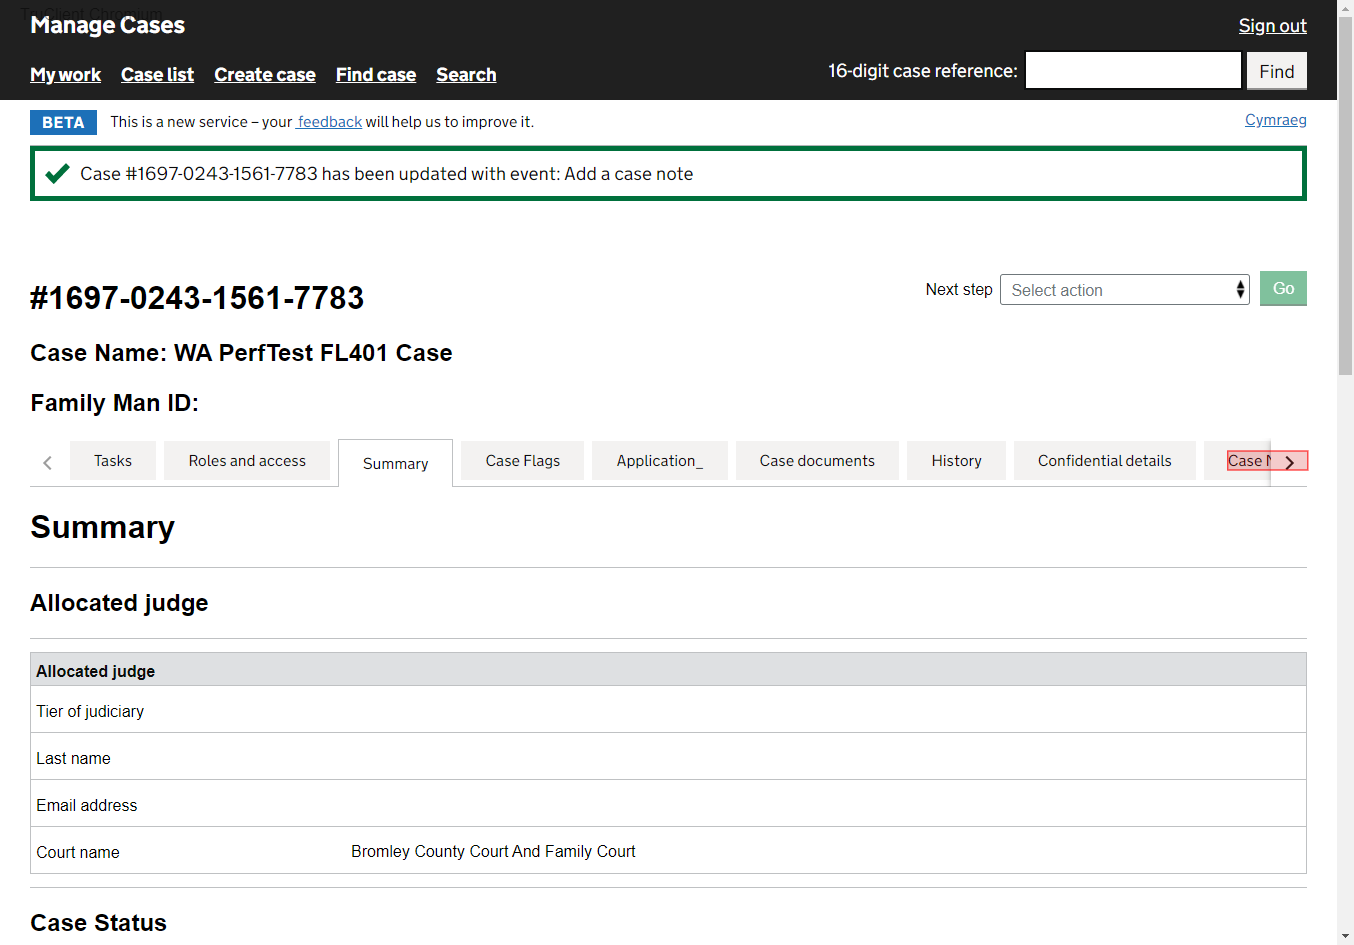 TruClient Chromium
Manage Cases
Sign out
My work Case list Create case Find case Search
16-digit case reference: Find
BETA This is a new service – your feedback will help us to improve it.
Cymraeg
Case #1697-0243-1561-7783 has been updated with event: Add a case note
#1697-0243-1561-7783
Next step Select action Go
Case Name: WA PerfTest FL401 Case
Family Man ID:
Tasks Roles and access Summary Case Flags Application_ Case documents History Confidential details Case
Summary
Allocated judge
Allocated judge
Tier of judiciary
Last name
Email address
Court name Bromley County Court And Family Court
Case Status